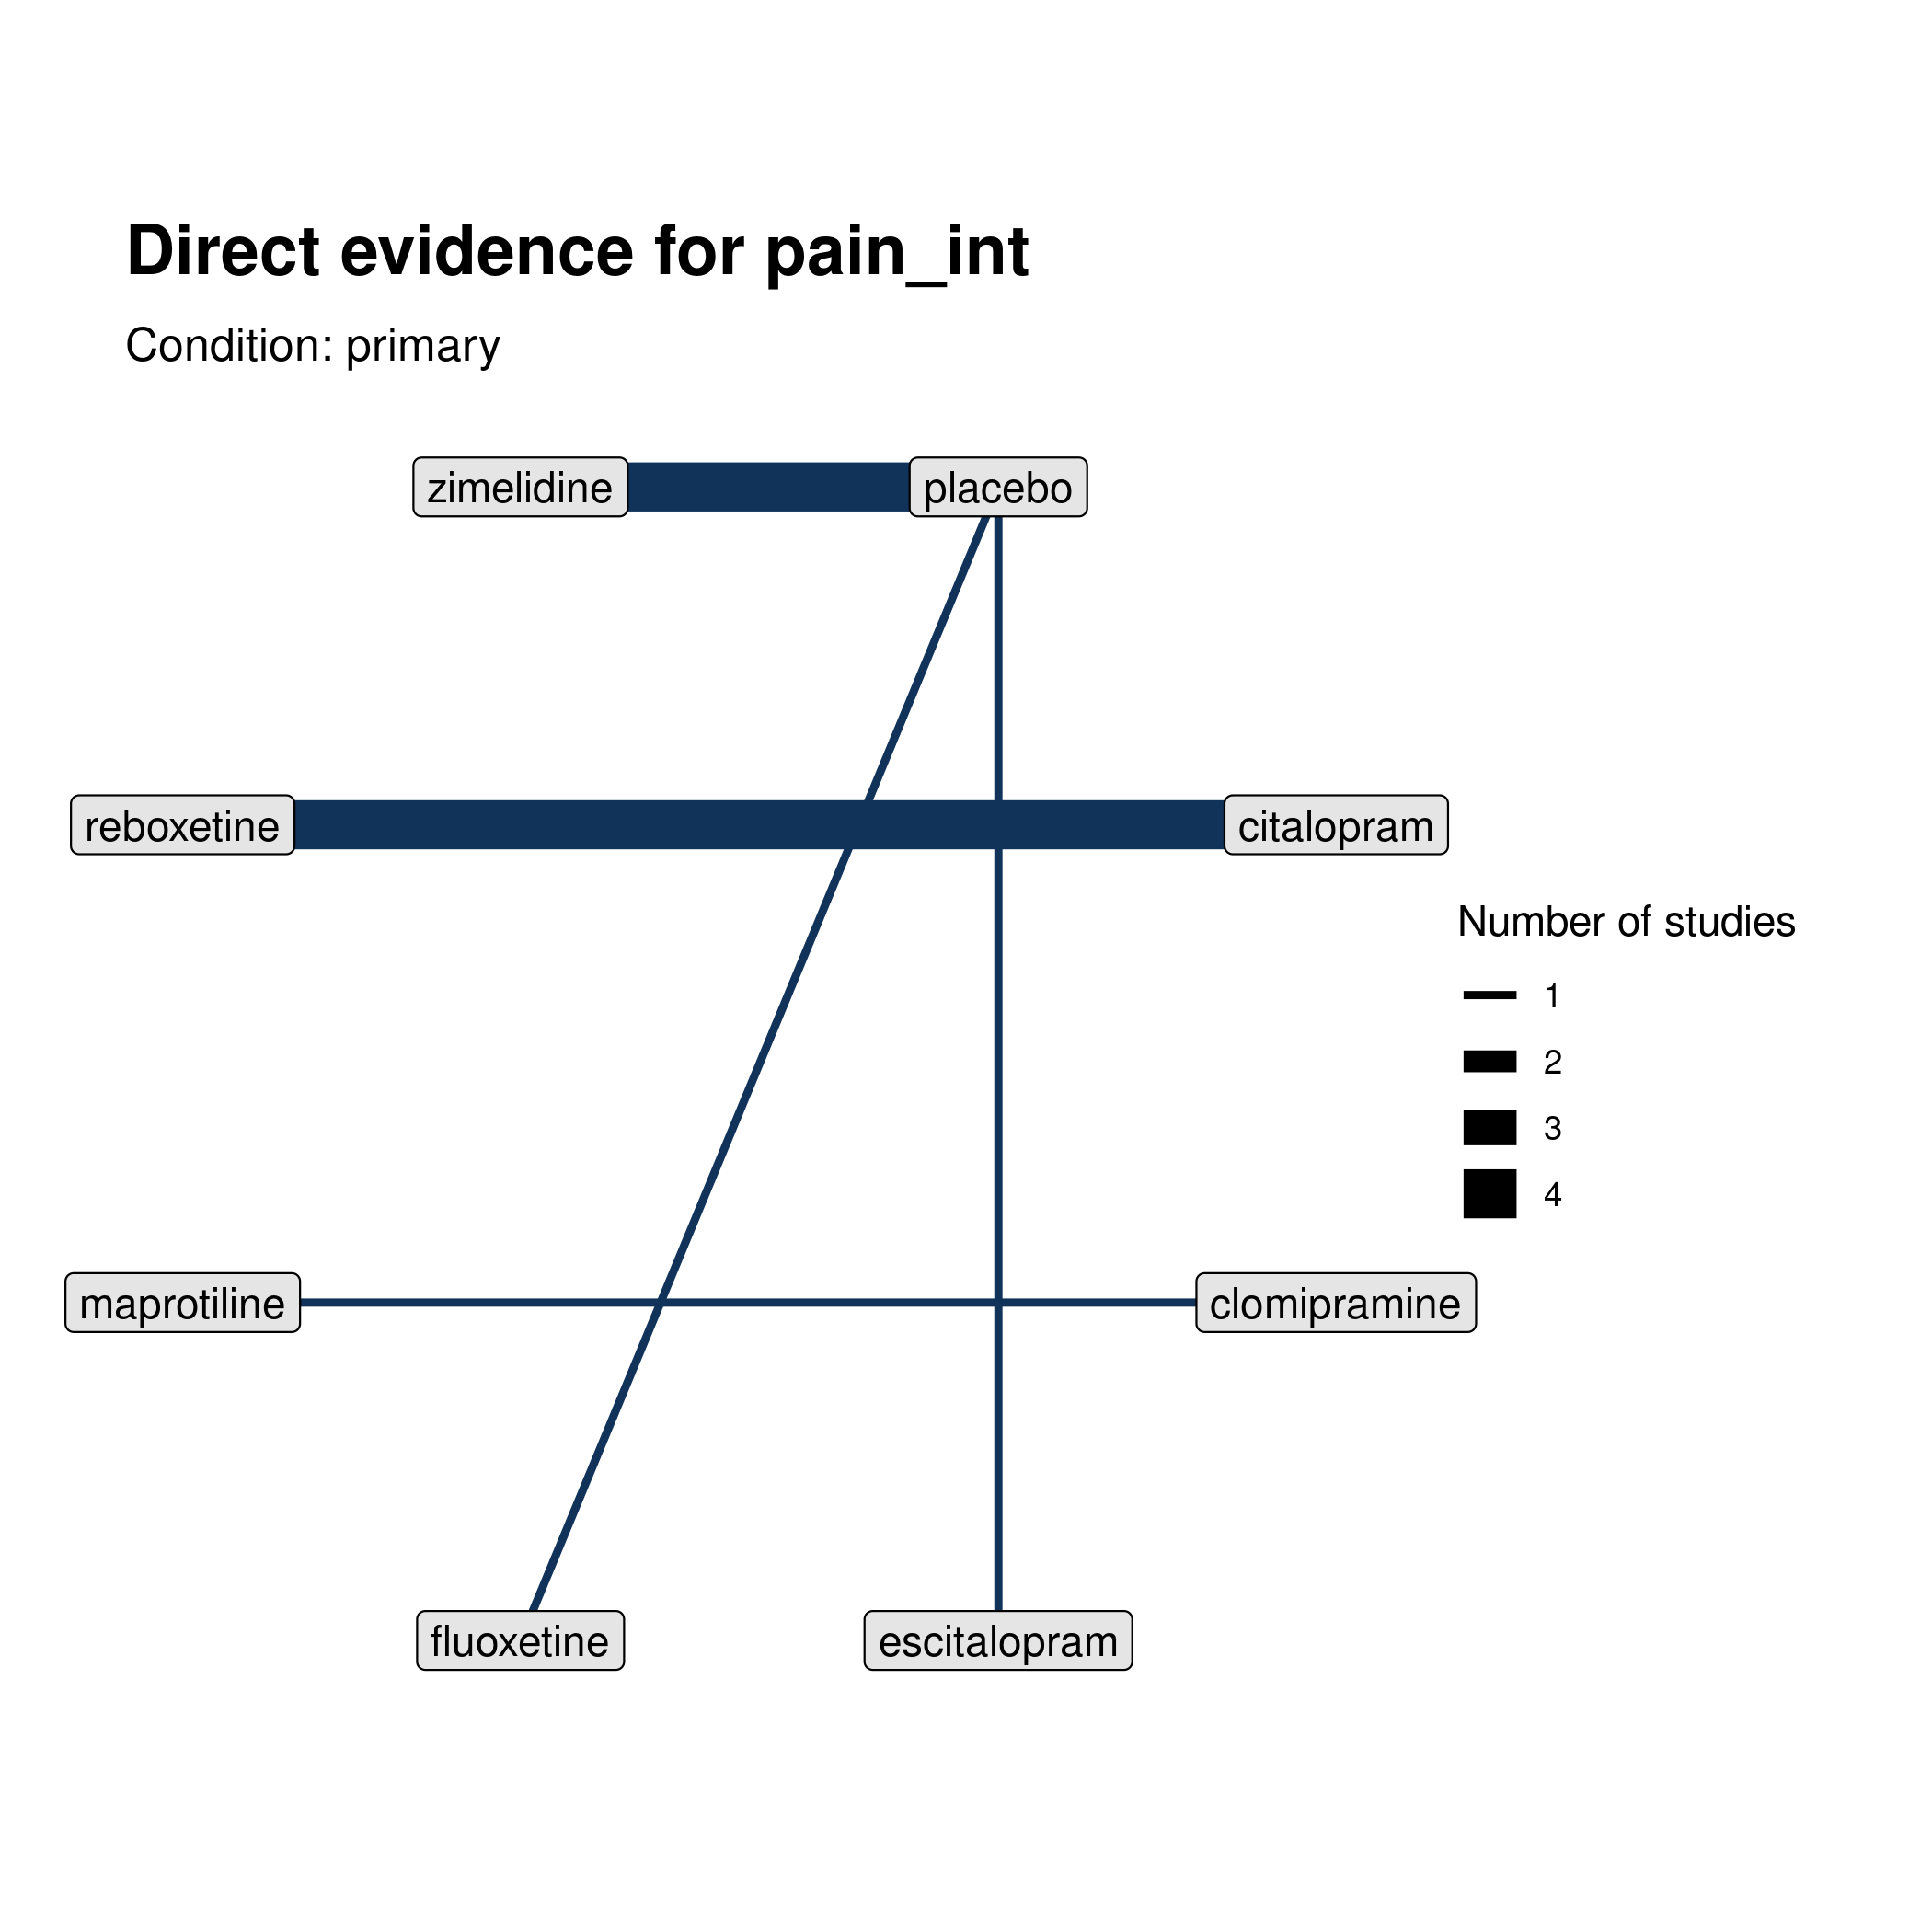 Direct evidence for pain_int
Condition: primary
zimelidine
placebo
reboxetine
citalopram
Number of studies
1
2
3
4
maprotiline
clomipramine
fluoxetine
escitalopram